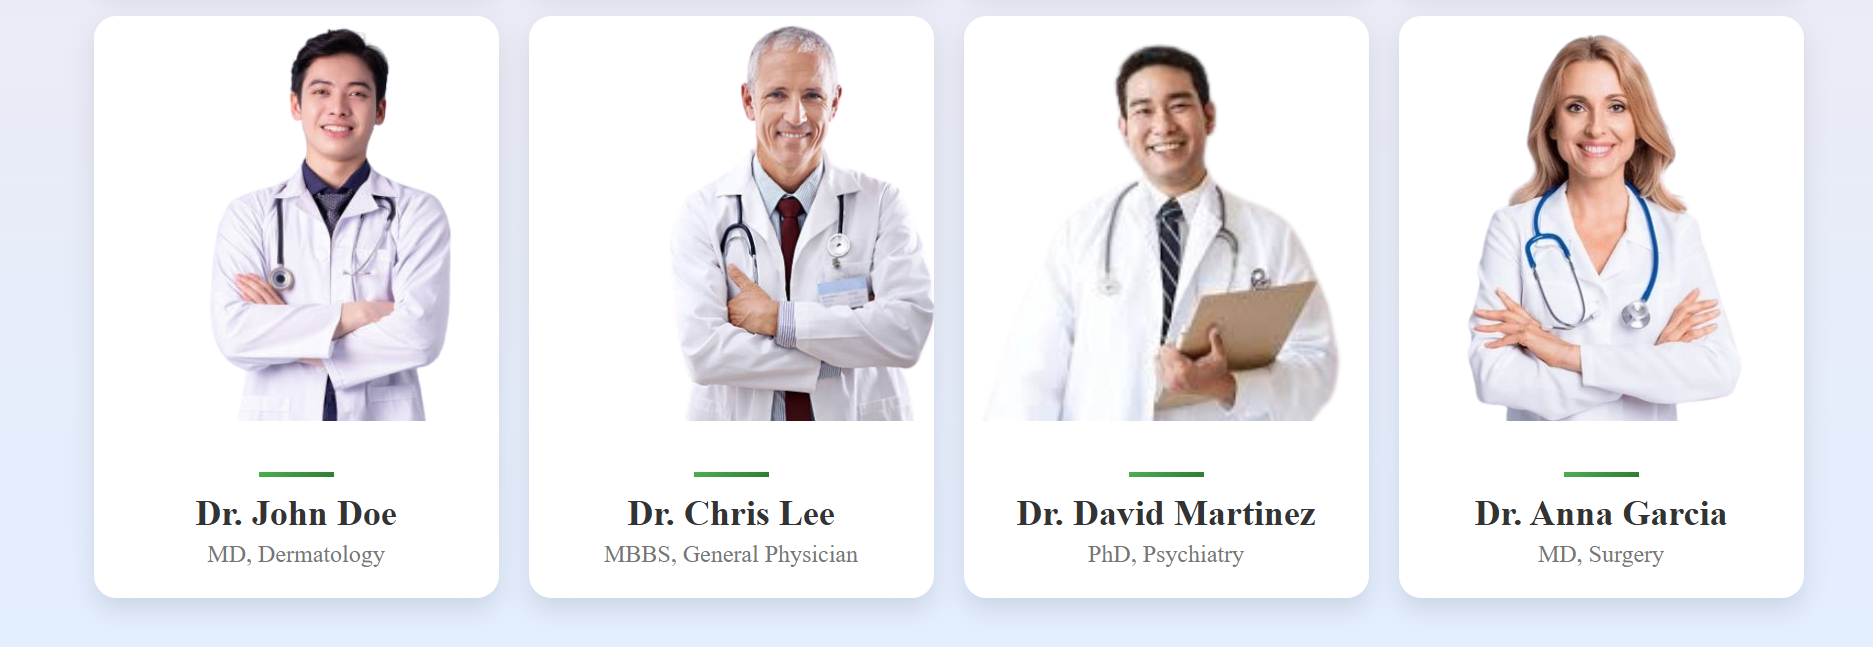 Dr. John Doe
MD, Dermatology
Dr. Chris Lee
MBBS, General Physician
Dr. David Martinez
PhD, Psychiatry
Dr. Anna Garcia
MD, Surgery